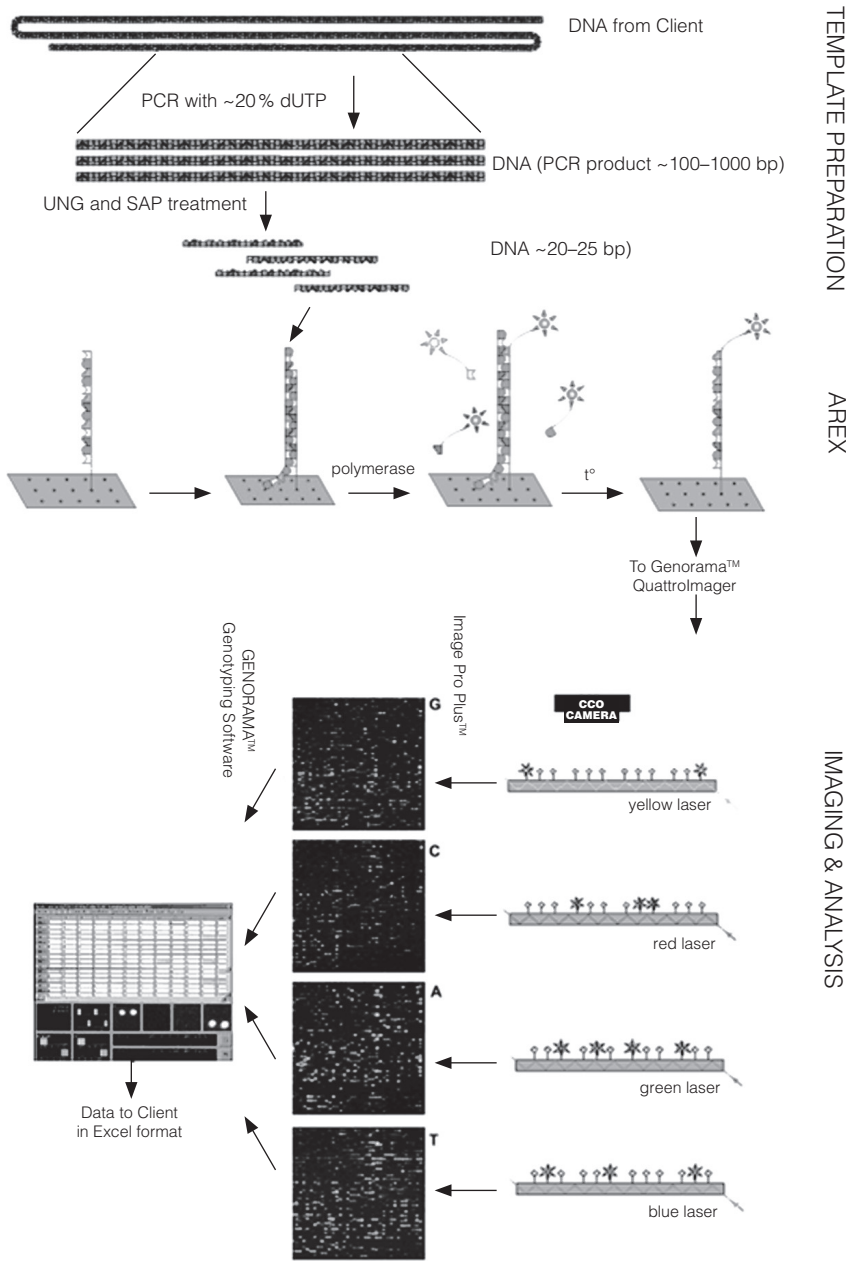 DNA from Client
PCR with ~20% dUTP
DNA (PCR product ~100–1000 bp)
UNG and SAP treatment
DNA ~20–25 bp)
TEMPLATE PREPARATION
polymerase
t°
AREX
To Genorama™
QuattroImager
GENORAMA™
Genotyping Software
Image Pro Plus™
CCO
CAMERA
G
yellow laser
C
red laser
A
green laser
T
blue laser
IMAGING & ANALYSIS
Data to Client
in Excel format